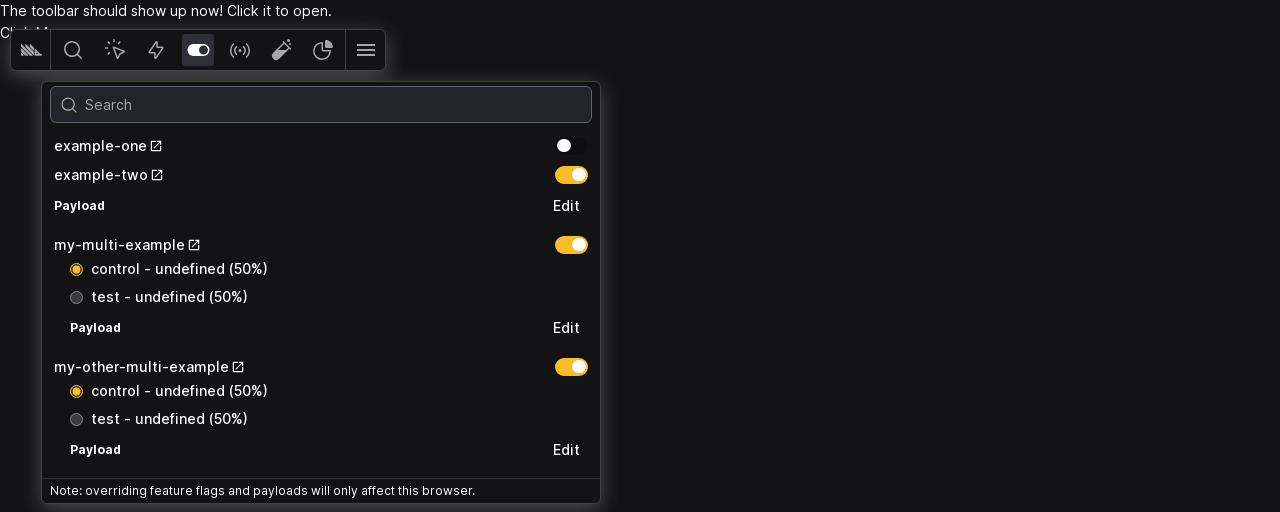 The toolbar should show up now! Click it to open.
Search
example-one
example-two
Payload Edit
my-multi-example
control - undefined (50%)
test - undefined (50%)
Payload Edit
my-other-multi-example
control - undefined (50%)
test - undefined (50%)
Payload Edit
Note: overriding feature flags and payloads will only affect this browser.